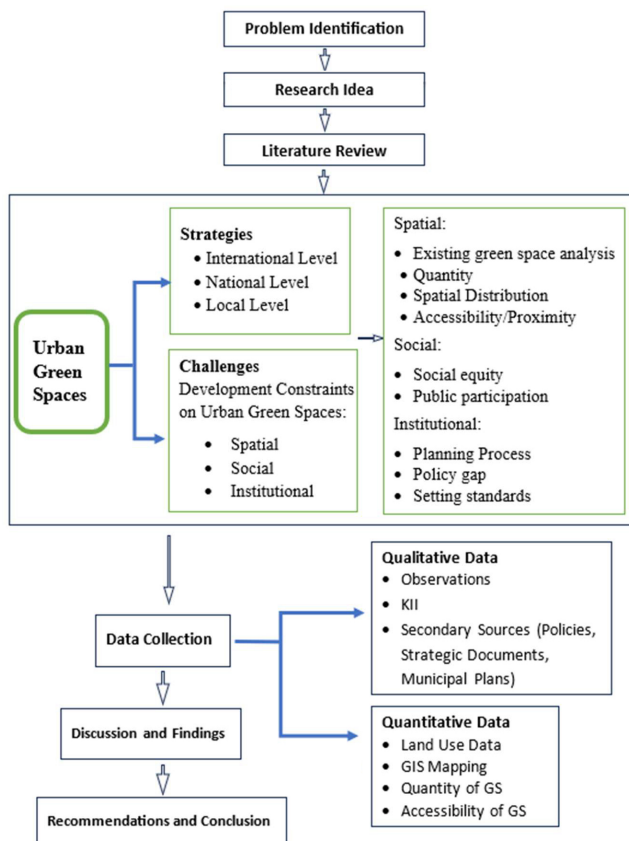 Problem Identification
Research Idea
Literature Review
Urban
Green
Spaces
Strategies
• International Level
• National Level
• Local Level
Challenges
Development Constraints
on Urban Green Spaces:
• Spatial
• Social
• Institutional
Spatial:
• Existing green space analysis
• Quantity
• Spatial Distribution
• Accessibility/Proximity
Social:
• Social equity
• Public participation
Institutional:
• Planning Process
• Policy gap
• Setting standards
Data Collection
Discussion and Findings
Recommendations and Conclusion
Qualitative Data
• Observations
• KII
• Secondary Sources (Policies,
Strategic Documents,
Municipal Plans)
Quantitative Data
• Land Use Data
• GIS Mapping
• Quantity of GS
• Accessibility of GS